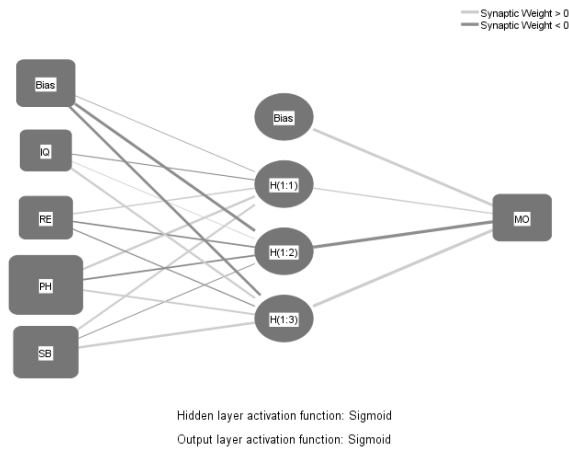 Synaptic Weight > 0
Synaptic Weight < 0
Bias
IQ
RE
PH
SB
Bias
H(1:1)
H(1:2)
H(1:3)
MO
Hidden layer activation function: Sigmoid
Output layer activation function: Sigmoid